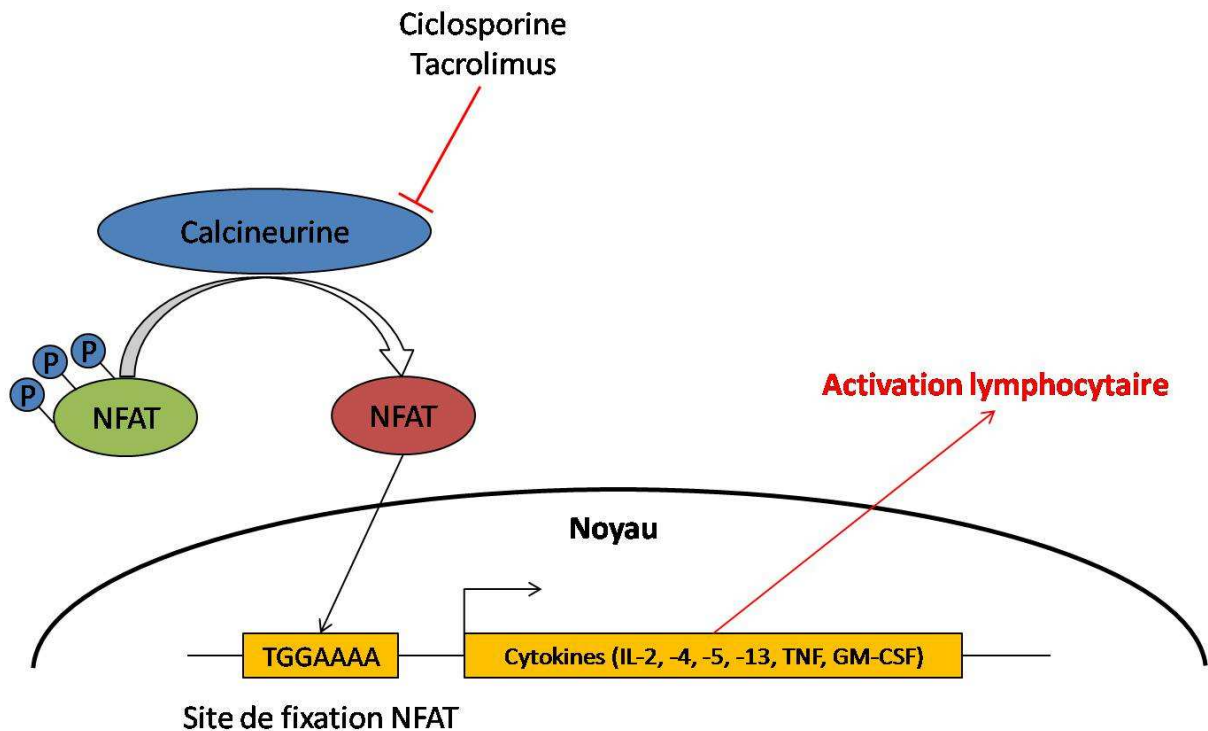 Ciclosporine
Tacrolimus
Calcineurine
P
P
P
NFAT
NFAT
Activation lymphocytaire
Noyau
TGGAAAA
Cytokines (IL-2, -4, -5, -13, TNF, GM-CSF)
Site de fixation NFAT